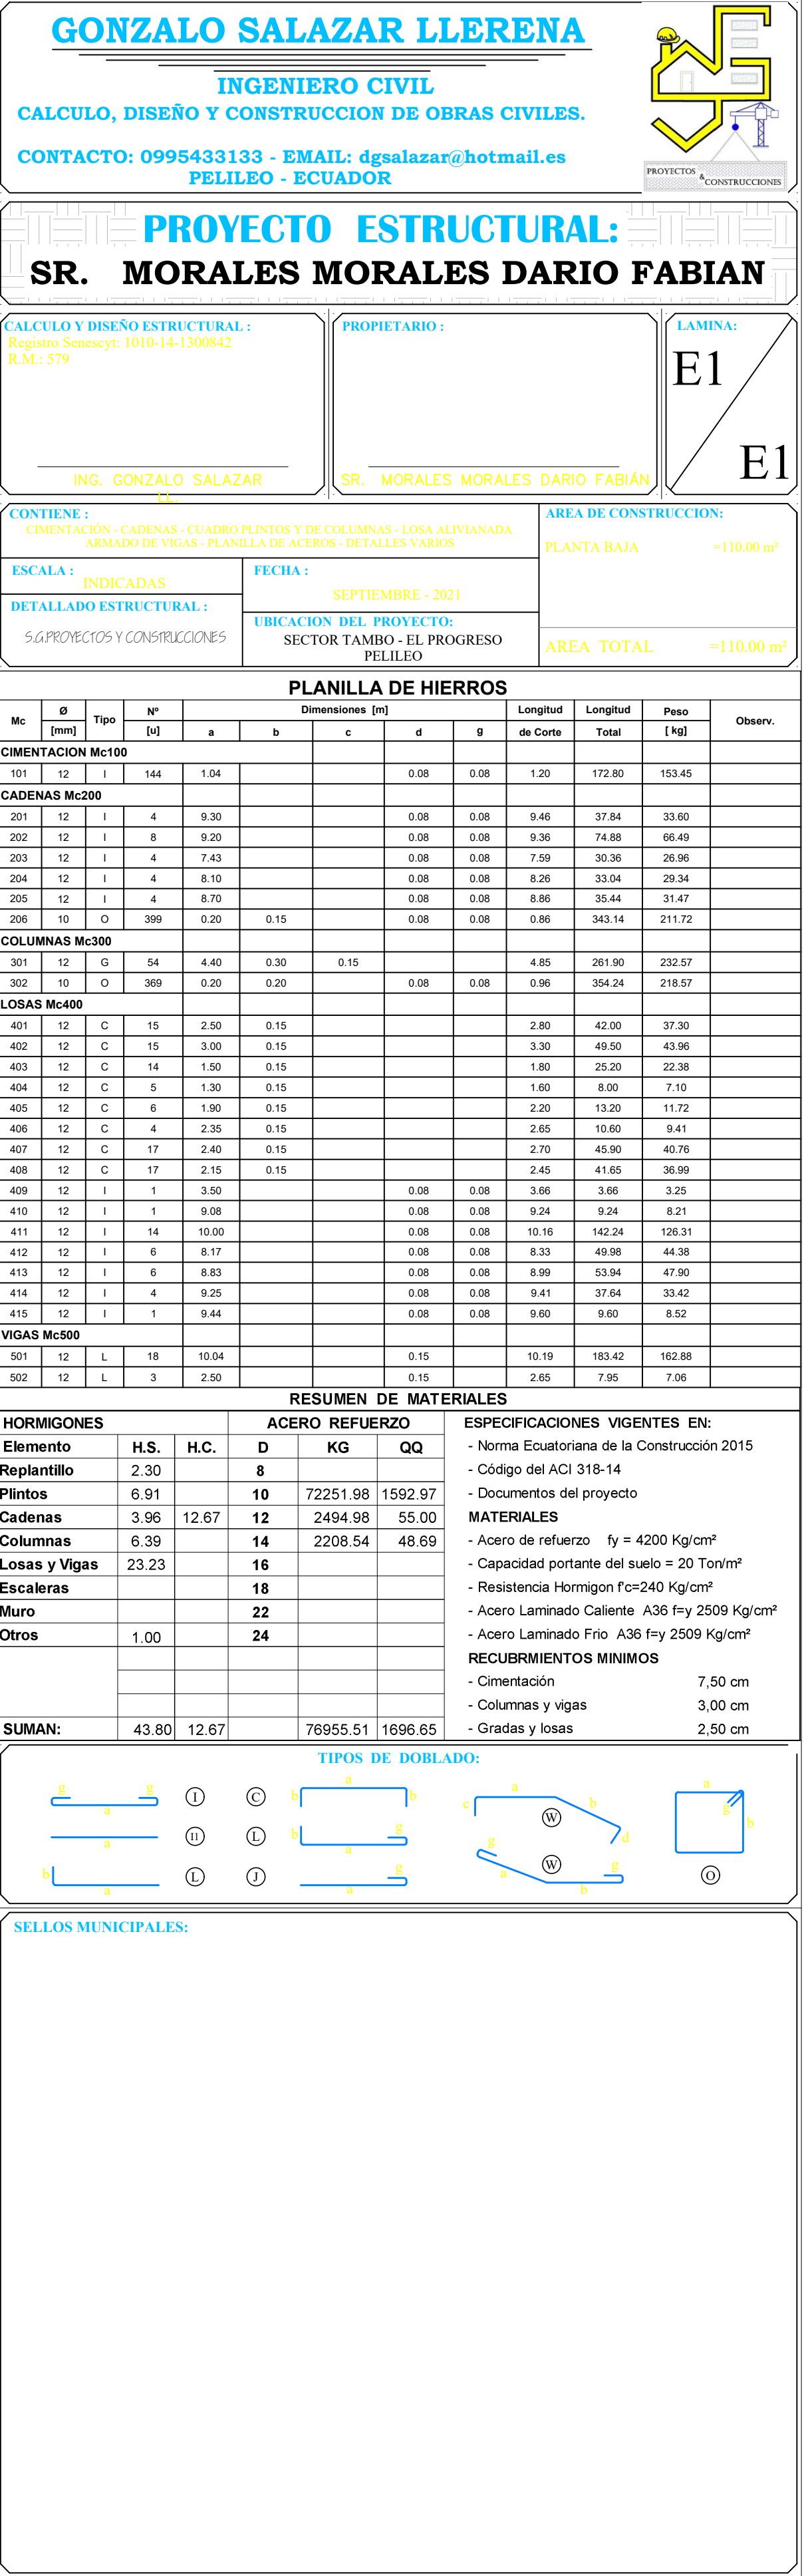 GONZALO SALAZAR LLERENA
INGENIERO CIVIL
CALCULO, DISEÑO Y CONSTRUCCION DE OBRAS CIVILES.
CONTACTO: 0995433133 - EMAIL: dgsalazar@hotmail.es
PELILEO - ECUADOR
PROYECTOS & CONSTRUCCIONES
PROYECTO ESTRUCTURAL:
SR. MORALES MORALES DARIO FABIAN
CALCULO Y DISEÑO ESTRUCTURAL :
Registro Senescyt: 1010-14-1300842
R.M.: 579
ING. GONZALO SALAZAR
LL.
PROPIETARIO :
SR. MORALES MORALES DARIO FABIÁN
LAMINA:
E1
E1
CONTIENE :
CIMENTACION - CADENAS - CUADRO PLINTOS Y DE COLUMNAS - LOSA ALIVIANADA
ARMADO DE VIGAS - PLANILLA DE ACEROS - DETALLES VARIOS
ESCALA :
INDICADAS
DETALLADO ESTRUCTURAL :
S.G.PROYECTOS Y CONSTRUCCIONES
FECHA :
SEPTIEMBRE - 2021
UBICACION DEL PROYECTO:
SECTOR TAMBO - EL PROGRESO
PELILEO
AREA DE CONSTRUCCION:
PLANTA BAJA =110.00 m²
AREA TOTAL =110.00 m²
PLANILLA DE HIERROS
Mc Ø Tipo Nº Dimensiones [m] Longitud Longitud Peso Observ.
[mm] [u] a b c d g de Corte Total [ kg]
CIMENTACION Mc100
101 12 I 144 1.04 0.08 0.08 1.20 172.80 153.45
CADENAS Mc200
201 12 I 4 9.30 0.08 0.08 9.46 37.84 33.60
202 12 I 8 9.20 0.08 0.08 9.36 74.88 66.49
203 12 I 4 7.43 0.08 0.08 7.59 30.36 26.96
204 12 I 4 8.10 0.08 0.08 8.26 33.04 29.34
205 12 I 4 8.70 0.08 0.08 8.86 35.44 31.47
206 10 O 399 0.20 0.15 0.08 0.08 0.86 343.14 211.72
COLUMNAS Mc300
301 12 G 54 4.40 0.30 0.15 4.85 261.90 232.57
302 10 O 369 0.20 0.20 0.08 0.08 0.96 354.24 218.57
LOSAS Mc400
401 12 C 15 2.50 0.15 2.80 42.00 37.30
402 12 C 15 3.00 0.15 3.30 49.50 43.96
403 12 C 14 1.50 0.15 1.80 25.20 22.38
404 12 C 5 1.30 0.15 1.60 8.00 7.10
405 12 C 6 1.90 0.15 2.20 13.20 11.72
406 12 C 4 2.35 0.15 2.65 10.60 9.41
407 12 C 17 2.40 0.15 2.70 45.90 40.76
408 12 C 17 2.15 0.15 2.45 41.65 36.99
409 12 I 1 3.50 0.08 0.08 3.66 3.66 3.25
410 12 I 1 9.08 0.08 0.08 9.24 9.24 8.21
411 12 I 14 10.00 0.08 0.08 10.16 142.24 126.31
412 12 I 6 8.17 0.08 0.08 8.33 49.98 44.38
413 12 I 6 8.83 0.08 0.08 8.99 53.94 47.90
414 12 I 4 9.25 0.08 0.08 9.41 37.64 33.42
415 12 I 1 9.44 0.08 0.08 9.60 9.60 8.52
VIGAS Mc500
501 12 L 18 10.04 0.15 10.19 183.42 162.88
502 12 L 3 2.50 0.15 2.65 7.95 7.06
RESUMEN DE MATERIALES
HORMIGONES ACERO REFUERZO
Elemento H.S. H.C. D KG QQ
Replantillo 2.30 8
Plintos 6.91 10 72251.98 1592.97
Cadenas 3.96 12.67 12 2494.98 55.00
Columnas 6.39 14 2208.54 48.69
Losas y Vigas 23.23 16
Escaleras 18
Muro 22
Otros 1.00 24
SUMAN: 43.80 12.67 76955.51 1696.65
ESPECIFICACIONES VIGENTES EN:
- Norma Ecuatoriana de la Construcción 2015
- Código del ACI 318-14
- Documentos del proyecto
MATERIALES
- Acero de refuerzo fy = 4200 Kg/cm²
- Capacidad portante del suelo = 20 Ton/m²
- Resistencia Hormigon f'c=240 Kg/cm²
- Acero Laminado Caliente A36 f=y 2509 Kg/cm²
- Acero Laminado Frio A36 f=y 2509 Kg/cm²
RECUBRMIENTOS MINIMOS
- Cimentación 7,50 cm
- Columnas y vigas 3,00 cm
- Gradas y losas 2,50 cm
TIPOS DE DOBLADO:
g g a I C b a b c a b d W a g b O
a I1 L b g a g a b g W
b a L J g a
SELLOS MUNICIPALES: